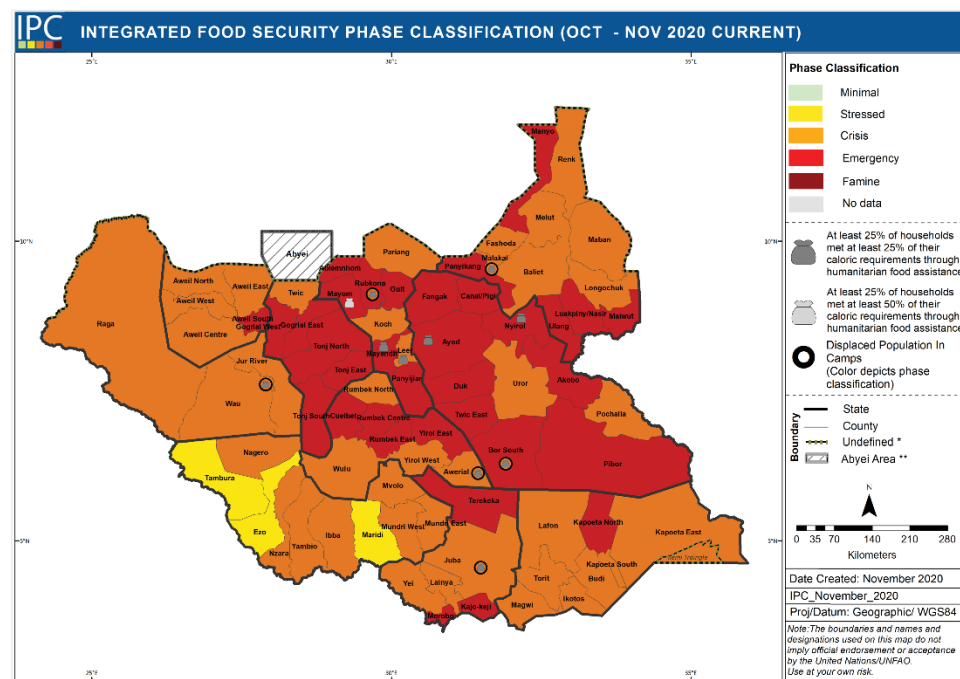 IPC INTEGRATED FOOD SECURITY PHASE CLASSIFICATION (OCT - NOV 2020 CURRENT)
25°E 30°E 35°E
Phase Classification
Minimal
Stressed
Crisis
Emergency
Famine
No data
At least 25% of households
met at least 25% of their
caloric requirements through
humanitarian food assistance
At least 25% of households
met at least 50% of their
caloric requirements through
humanitarian food assistance
Displaced Population In
Camps
(Color depicts phase
classification)
Boundary
State
County
Undefined *
Abyei Area **
N
0 35 70 140 210 280
Kilometers
Date Created: November 2020
IPC_November_2020
Proj/Datum: Geographic/ WGS84
Note:The boundaries and names and
designations used on this map do not
imply official endorsement or acceptance
by the United Nations/UNFAO.
Use at your own risk.
10°N
10°N
5°N
5°N
25°E 30°E 35°E
Manyo
Renk
Melut
Maban
Fashoda
Malakal
Panyikang
Baliet
Longochuk
Abyei
Pariang
Abiemnhom
Rubkona
Mayom
Guit
Fangak
Canal/Pigi
Luakpiny/Nasir
Maiwut
Ulang
Nyirol
Aweil North
Aweil East
Aweil West
Twic
Aweil South
Gogrial West
Gogrial East
Aweil Centre
Raga
Koch
Mayendit
Leer
Ayod
Tonj North
Jur River
Tonj East
Panyijiar
Uror
Akobo
Duk
Rumbek North
Wau
Pochalla
Tonj South
Cueibet
Rumbek Centre
Twic East
Rumbek East
Yirol East
Bor South
Pibor
Nagero
Yirol West
Wulu
Awerial
Tambura
Mvolo
Terekeka
Ezo
Ibba
Maridi
Mundri West
Mundri East
Lafon
Kapoeta North
Kapoeta East
Nzara
Yambio
Juba
Kapoeta South
Yei
Lainya
Torit
Budi
Ikotos
Magwi
Morobo
Kajo-keji